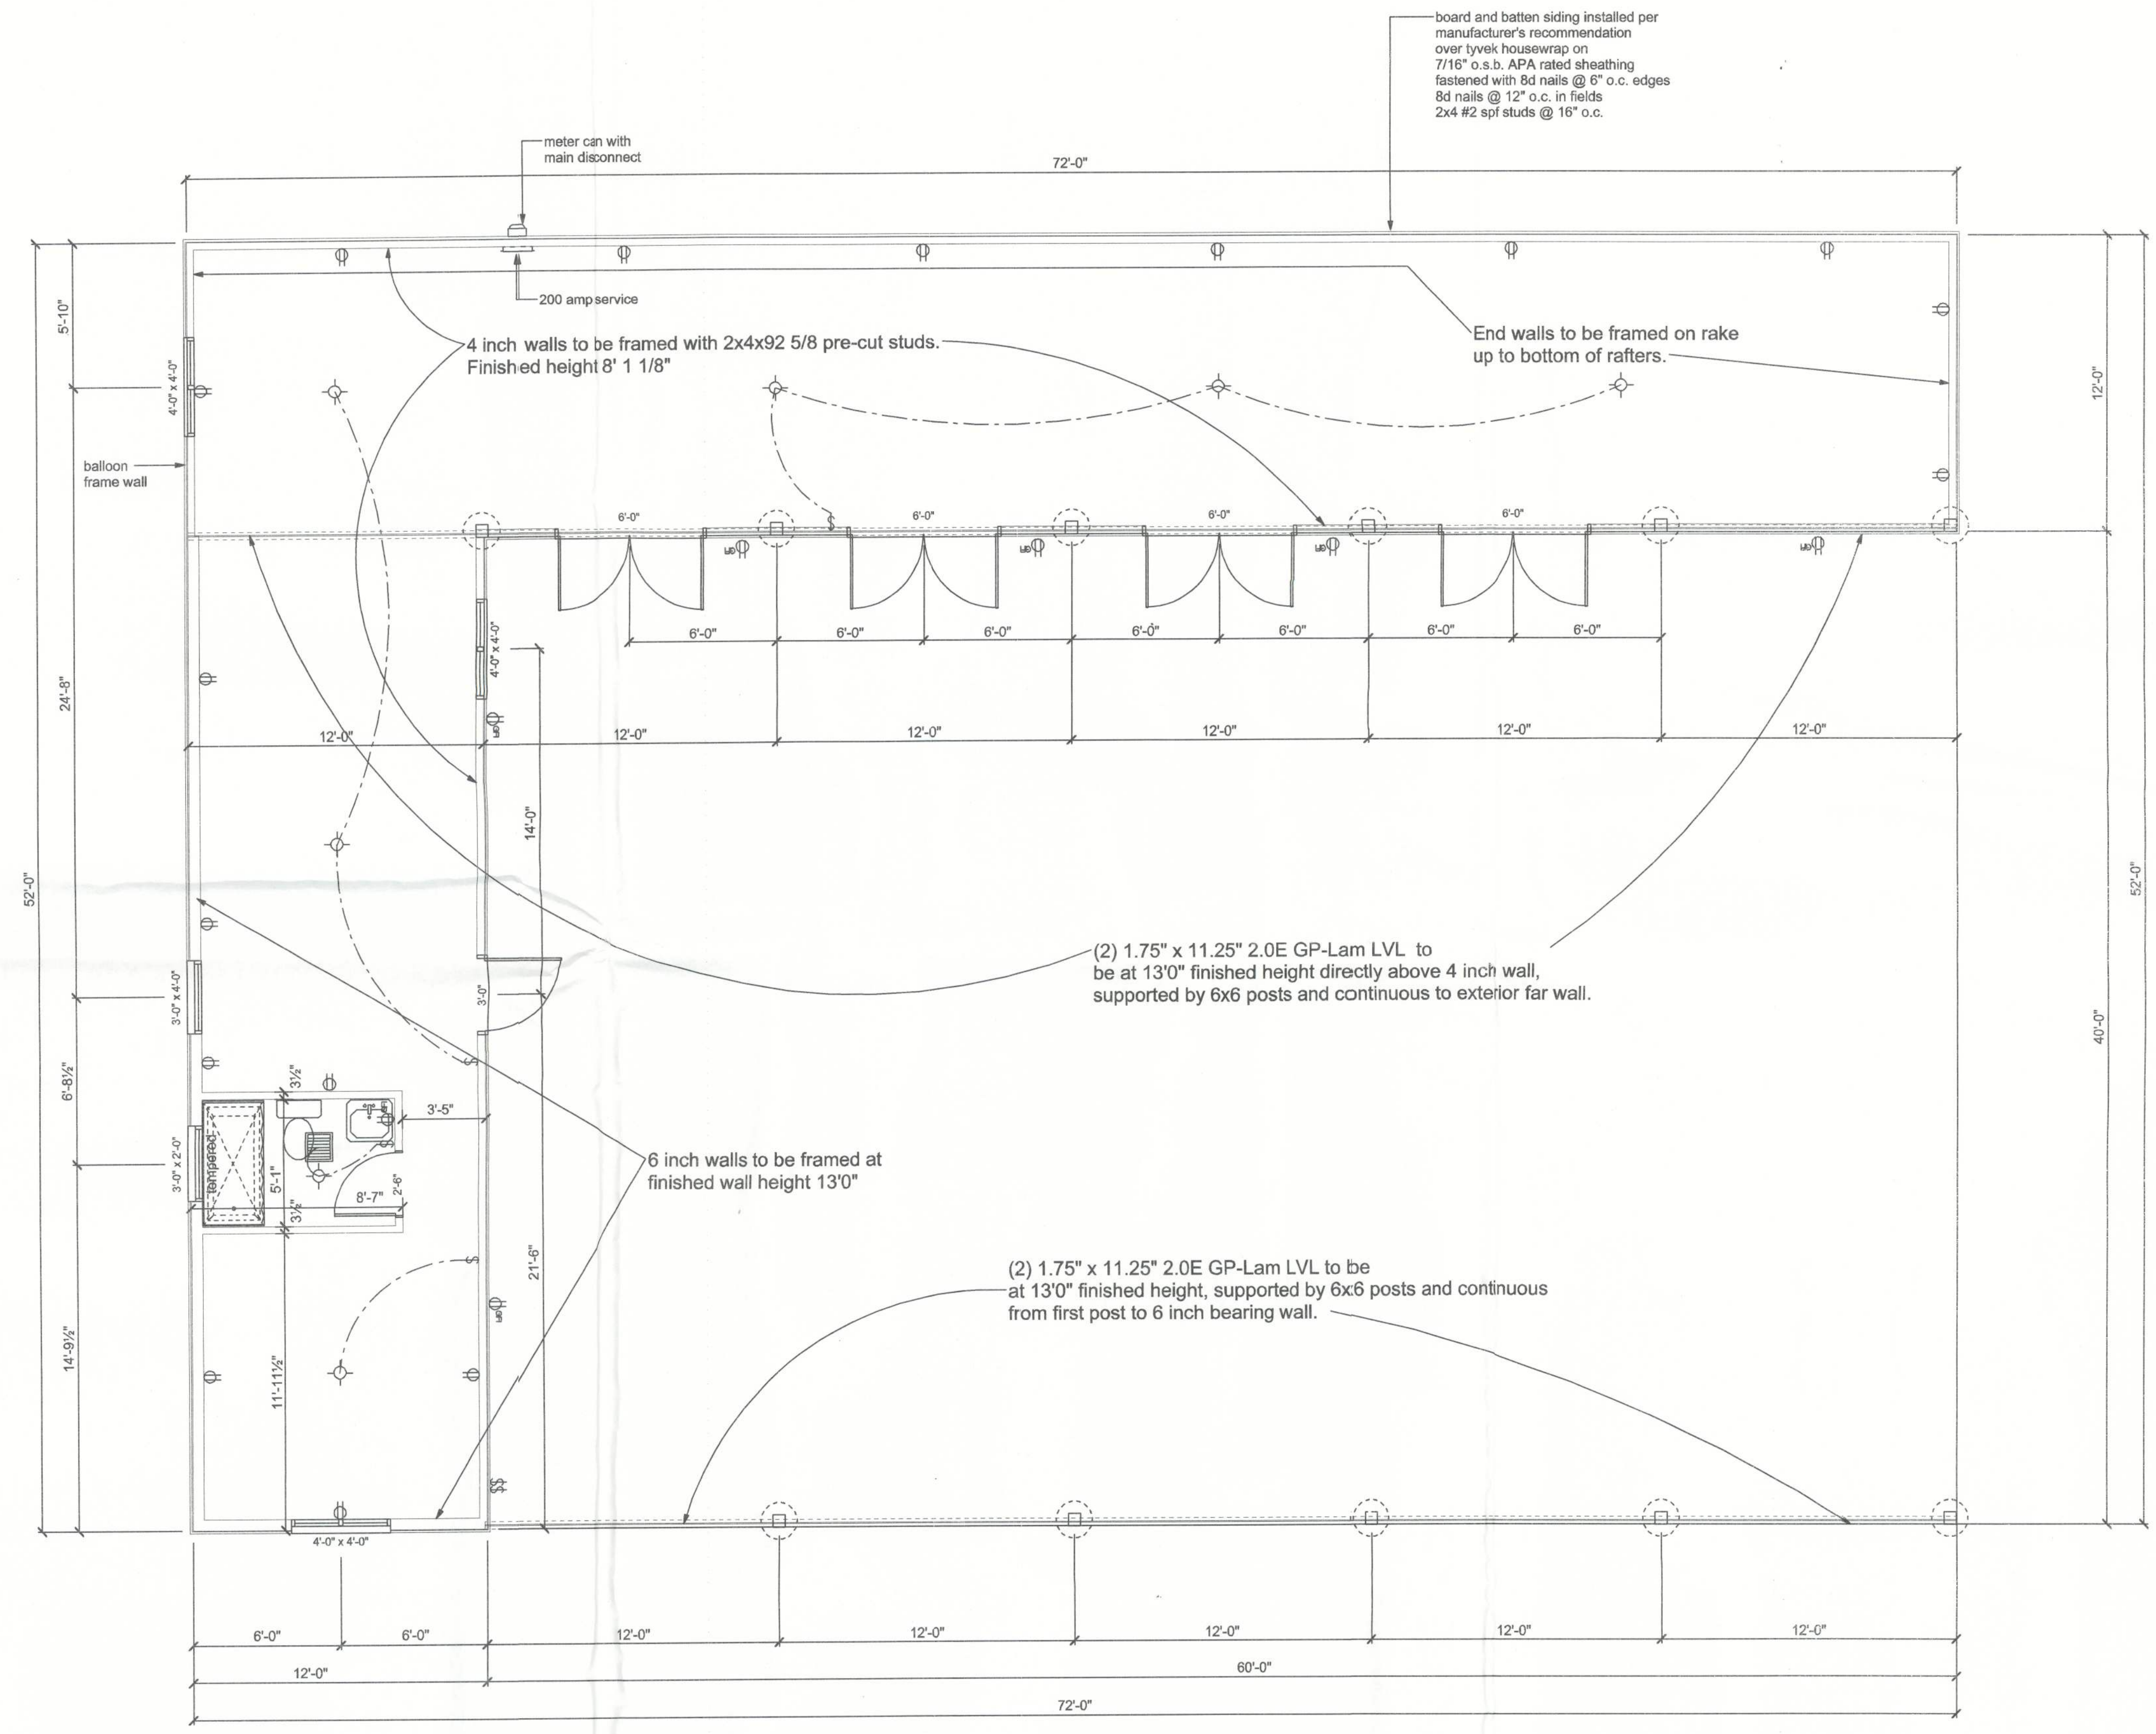 board and batten siding installed per
manufacturer's recommendation
over tyvek housewrap on
7/16" o.s.b. APA rated sheathing
fastened with 8d nails @ 6" o.c. edges
8d nails @ 12" o.c. in fields
2x4 #2 spf studs @ 16" o.c.
meter can with
main disconnect
72'-0"
200 amp service
5'-10"
4'-0" x 4'-0"
4 inch walls to be framed with 2x4x92 5/8 pre-cut studs.
Finished height 8' 1 1/8"
End walls to be framed on rake
up to bottom of rafters.
12'-0"
balloon
frame wall
6'-0" 6'-0" 6'-0" 6'-0"
GFI GFI GFI GFI
4'-0" x 4'-0"
6'-0" 6'-0" 6'-0" 6'-0" 6'-0" 6'-0" 6'-0"
24'-8"
GFI
12'-0" 12'-0" 12'-0" 12'-0" 12'-0" 12'-0"
14'-0"
52'-0"
52'-0"
(2) 1.75" x 11.25" 2.0E GP-Lam LVL to
be at 13'0" finished height directly above 4 inch wall,
supported by 6x6 posts and continuous to exterior far wall.
3'-0" x 4'-0"
3'-0"
40'-0"
S
6'-8½"
3½"
3'-5"
GFI
S
3'-0" x 2'-0"
Tempered
5'-1"
8'-7"
2'-6"
3½"
6 inch walls to be framed at
finished wall height 13'0"
S
21'-6"
(2) 1.75" x 11.25" 2.0E GP-Lam LVL to be
at 13'0" finished height, supported by 6x6 posts and continuous
from first post to 6 inch bearing wall.
GFI
14'-9½"
11'-11½"
SS
4'-0" x 4'-0"
6'-0" 6'-0" 12'-0" 12'-0" 12'-0" 12'-0" 12'-0"
12'-0" 60'-0"
72'-0"